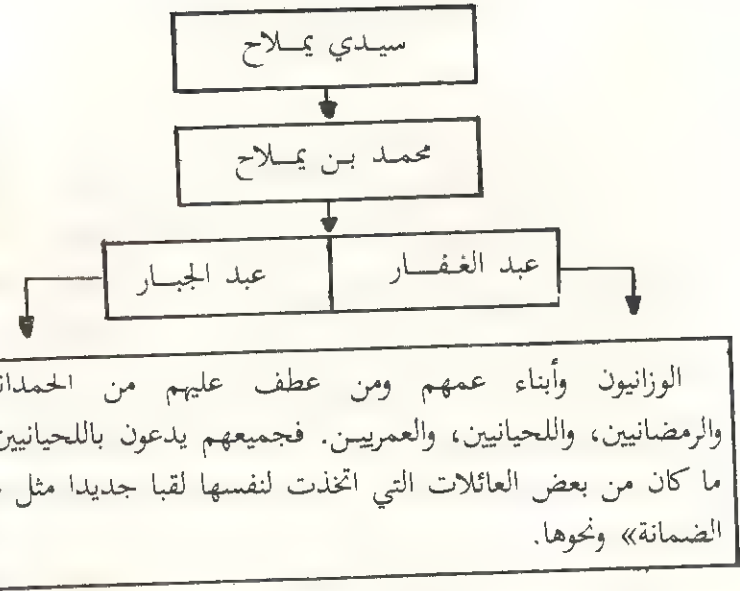 سيدي يملاح
محمد بن يملاح
عبد الغفار
عبد الجبار
الوزانيون وأبناء عمهم ومن عطف عليهم من
والرمضانيين، واللحيانيين، والعمريين. فجميعهم يدعون باللحيانيين
ما كان من بعض العائلات التي اتخذت لنفسها لقبا جديدا مثل
الضمانة» ونحوها.